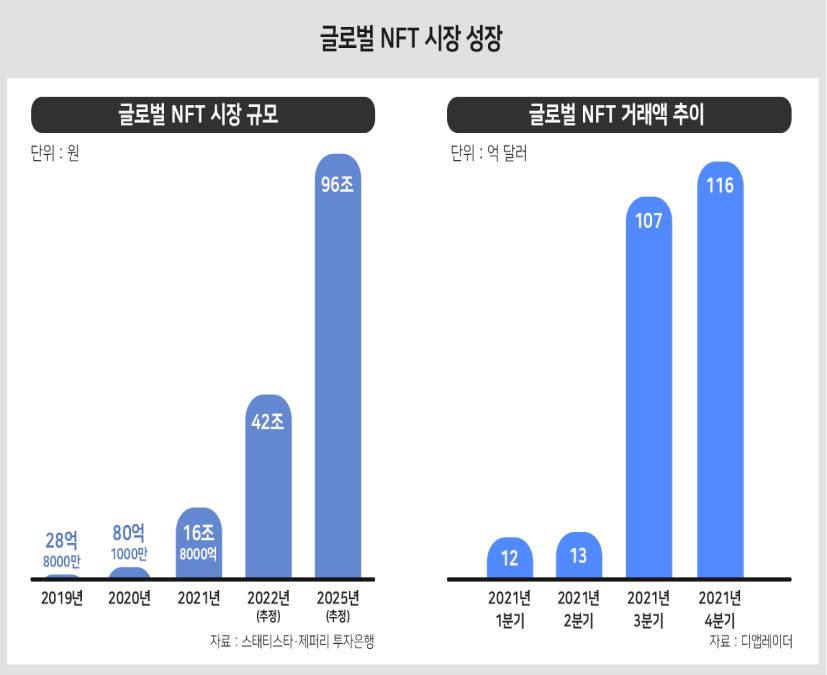 글로벌 NFT 시장 성장
글로벌 NFT 시장 규모
단위 : 원
28억
8000만
80억
1000만
16조
8000억
42조
96조
2019년
2020년
2021년
2022년
(추정)
2025년
(추정)
자료 : 스태티스타·제퍼리 투자은행
글로벌 NFT 거래액 추이
단위 : 억 달러
12
13
107
116
2021년
1분기
2021년
2분기
2021년
3분기
2021년
4분기
자료 : 디앱레이더